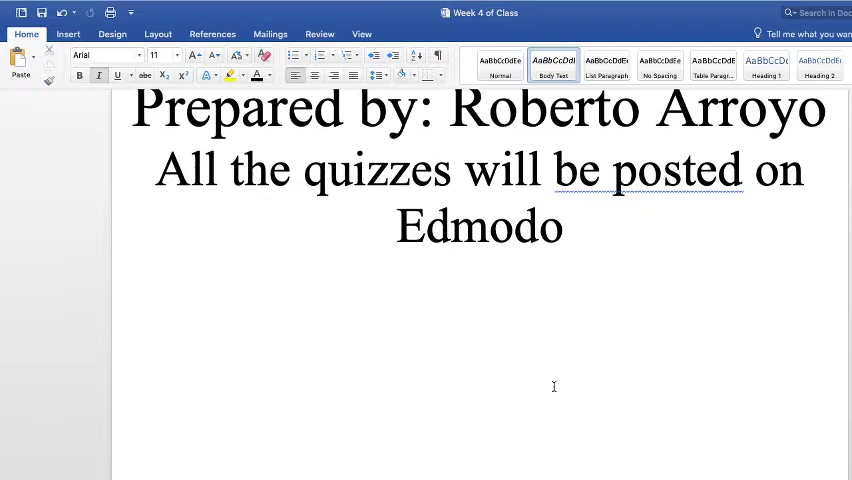 Week 4 of Class
Search in Doc
Home Insert Design Layout References Mailings Review View
Tell me what you wan
Paste
Arial 11
AaBbCcDdEe AaBbCcDdI AaBbCcDdEe AaBbCcDdEe AaBbCcDdEe AaBbCcDc AaBbCcDdEe
Normal Body Text List Paragraph No Spacing Table Paragr... Heading 1 Heading 2
Prepared by: Roberto Arroyo
All the quizzes will be posted on
Edmodo